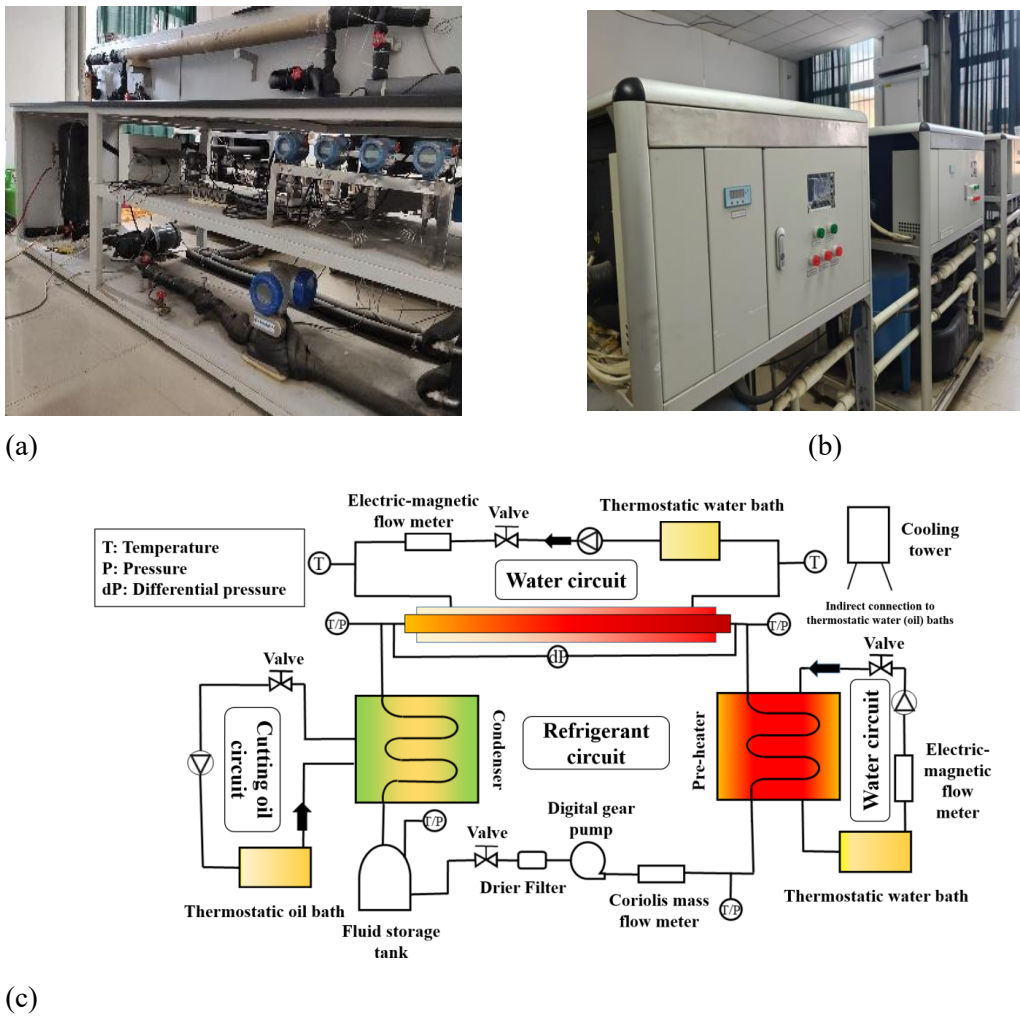 (a)
(b)
Electric-magnetic
flow meter
Valve
Thermostatic water bath
Cooling
tower
T: Temperature
P: Pressure
dP: Differential pressure
T
Water circuit
T
Indirect connection to
thermostatic water (oil) baths
T/P
T/P
dP
Valve
Valve
Cutting oil
circuit
Condenser
Refrigerant
circuit
Pre-heater
Water circuit
Electric-
magnetic
flow
meter
T/P
Valve
Digital gear
pump
Thermostatic oil bath
Drier Filter
Coriolis mass
flow meter
T/P
Thermostatic water bath
Fluid storage
tank
(c)